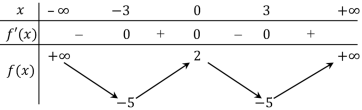 x −∞ −3 0 3 +∞
f′(x) − 0 + 0 − 0 +
+∞ 2 +∞
f(x)
−5 −5